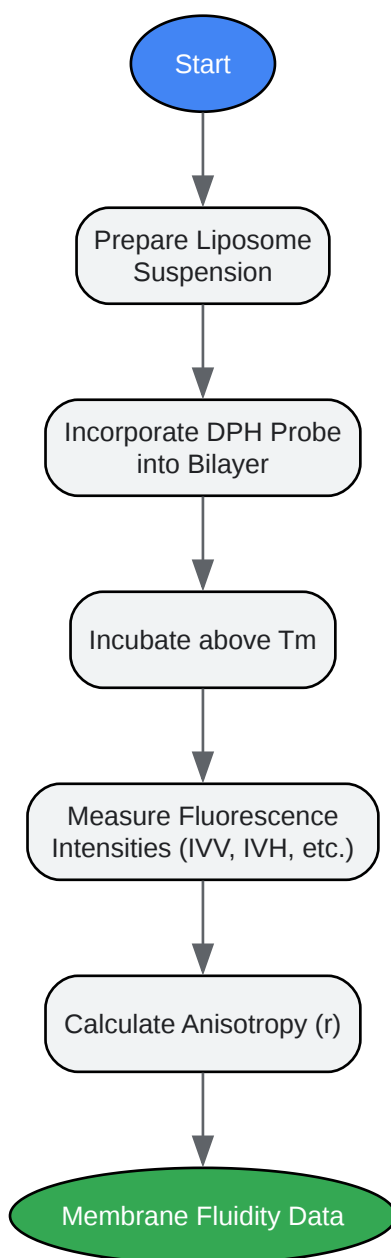 Start
Prepare Liposome
Suspension
Incorporate DPH Probe
into Bilayer
Incubate above Tm
Measure Fluorescence
Intensities (IVV, IVH, etc.)
Calculate Anisotropy (r)
Membrane Fluidity Data